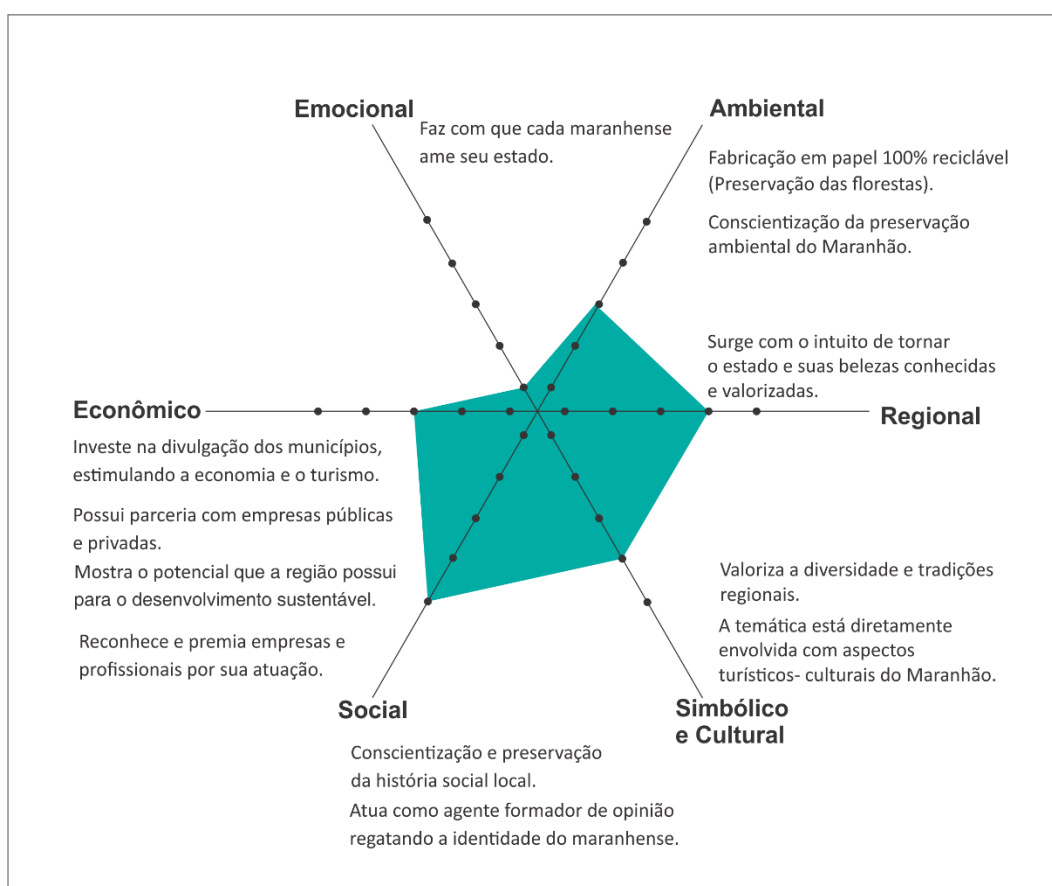 Emocional
Faz com que cada maranhense
ame seu estado.
Ambiental
Fabricação em papel 100% reciclável
(Preservação das florestas).
Conscientização da preservação
ambiental do Maranhão.
Surge com o intuito de tornar
o estado e suas belezas conhecidas
e valorizadas.
Regional
Econômico
Investe na divulgação dos municípios,
estimulando a economia e o turismo.
Possui parceria com empresas públicas
e privadas.
Mostra o potencial que a região possui
para o desenvolvimento sustentável.
Reconhece e premia empresas e
profissionais por sua atuação.
Valoriza a diversidade e tradições
regionais.
A temática está diretamente
envolvida com aspectos
turísticos- culturais do Maranhão.
Simbólico
e Cultural
Social
Conscientização e preservação
da história social local.
Atua como agente formador de opinião
regatando a identidade do maranhense.